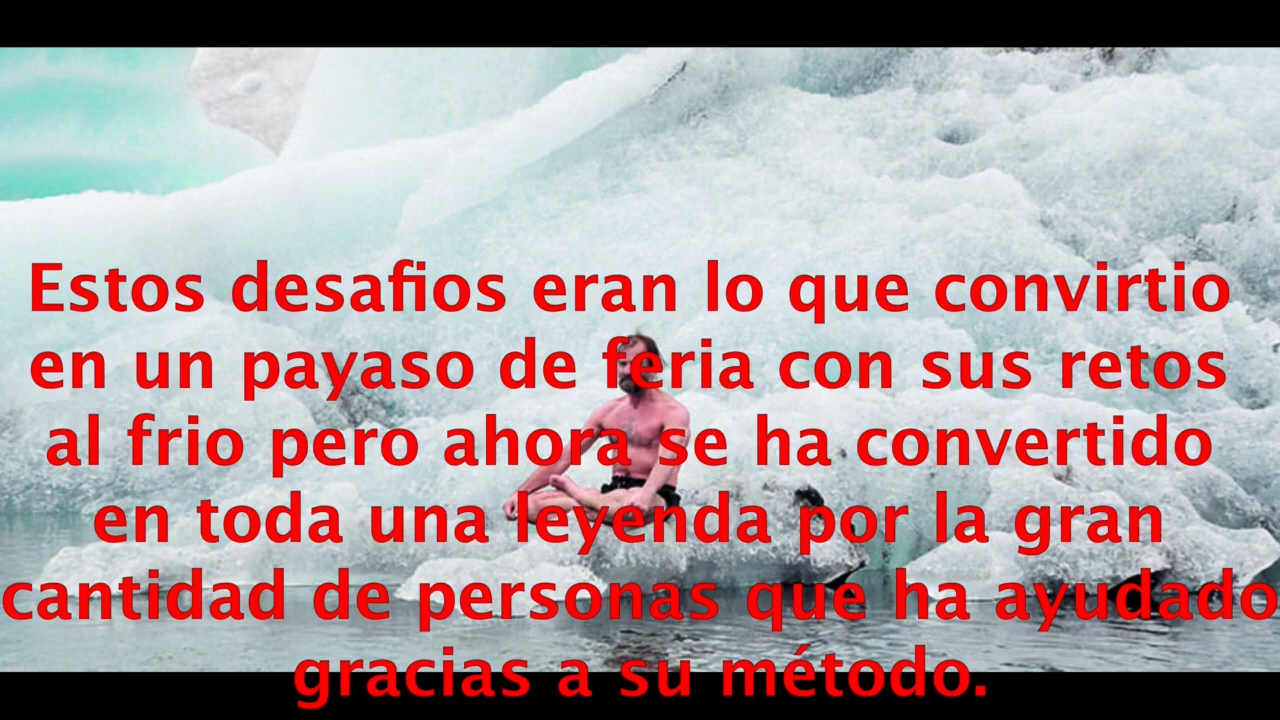 Estos desafios eran lo que convirtio
en un payaso de feria con sus retos
al frio pero ahora se ha convertido
en toda una leyenda por la gran
cantidad de personas que ha ayudado
gracias a su método.